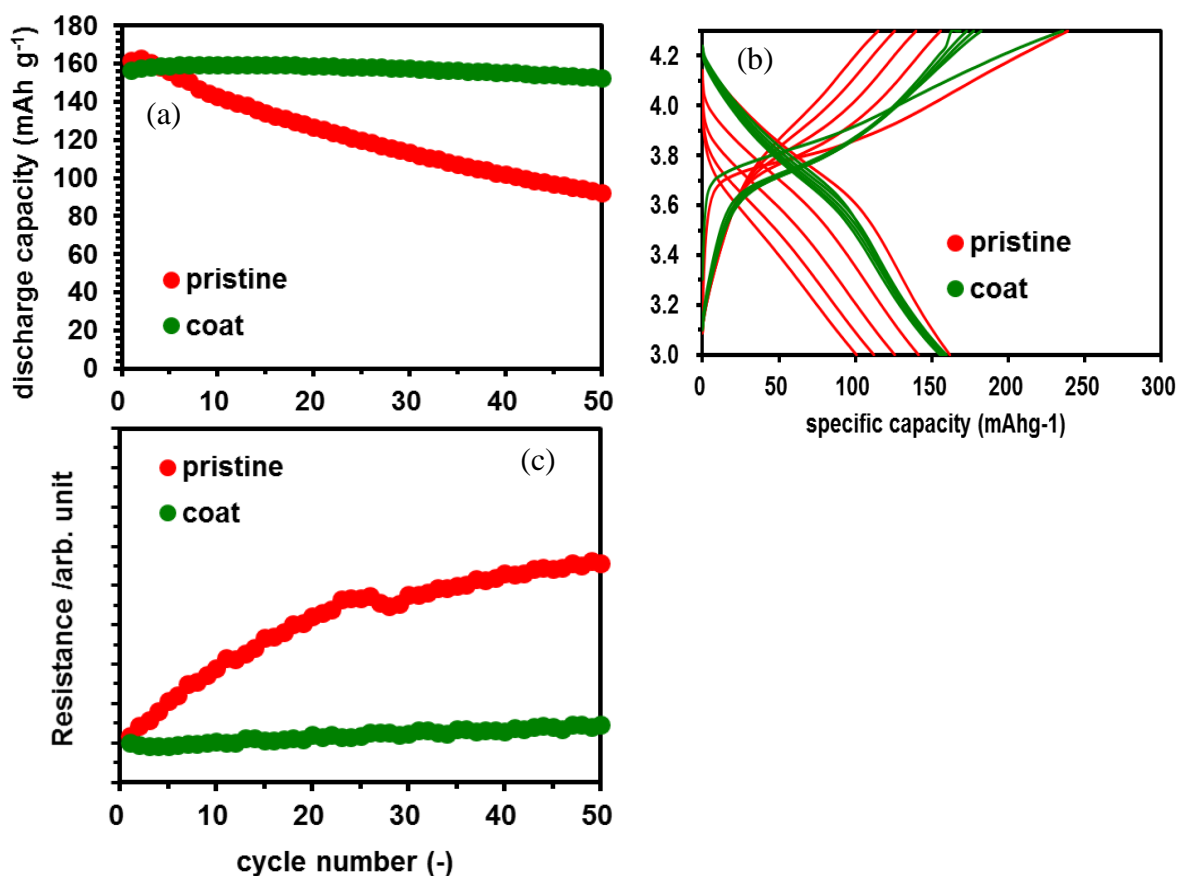 discharge capacity (mAh g⁻¹)
180
160
140
120
100
80
60
40
20
0
(a)
pristine
coat
0 10 20 30 40 50
4.2
4.0
3.8
3.6
3.4
3.2
3.0
(b)
pristine
coat
0 50 100 150 200 250 300
specific capacity (mAhg-1)
Resistance /arb. unit
pristine
coat
(c)
0 10 20 30 40 50
cycle number (-)